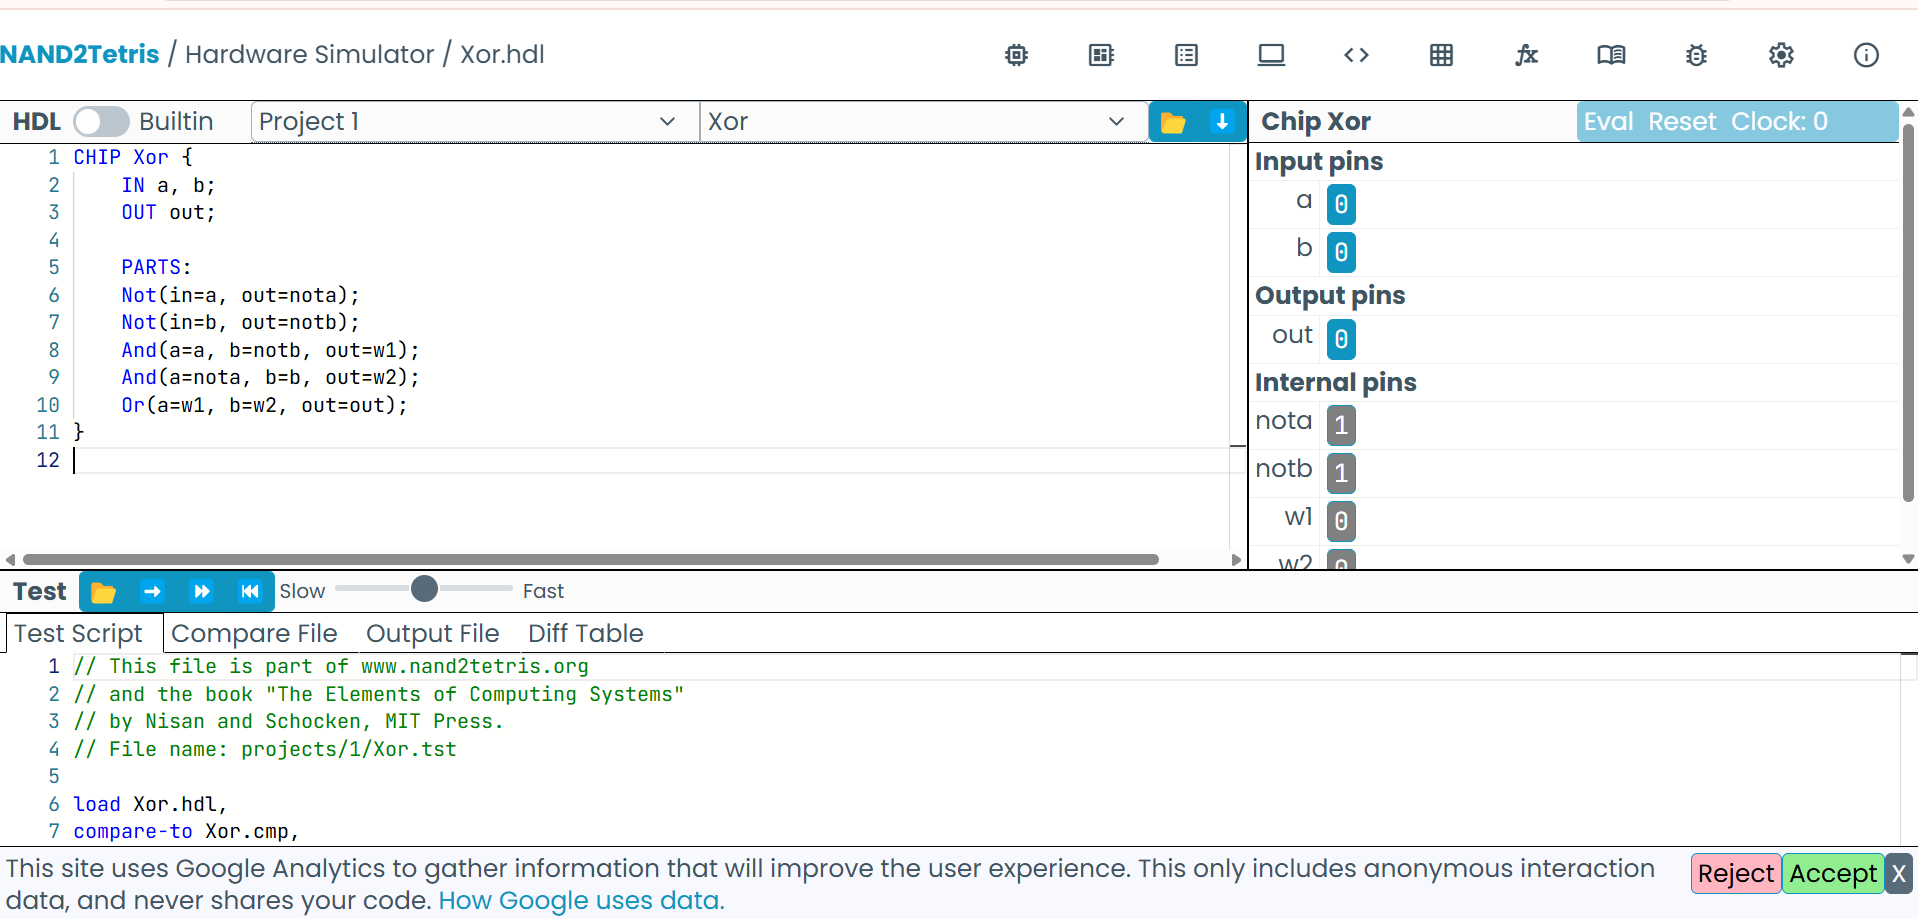 NAND2Tetris / Hardware Simulator / Xor.hdl
HDL Builtin Project 1 Xor
1 CHIP Xor {
2 IN a, b;
3 OUT out;
4
5 PARTS:
6 Not(in=a, out=nota);
7 Not(in=b, out=notb);
8 And(a=a, b=notb, out=w1);
9 And(a=nota, b=b, out=w2);
10 Or(a=w1, b=w2, out=out);
11 }
12
Chip Xor Eval Reset Clock: 0
Input pins
a 0
b 0
Output pins
out 0
Internal pins
nota 1
notb 1
w1 0
w2 0
Test Slow Fast
Test Script Compare File Output File Diff Table
1 // This file is part of www.nand2tetris.org
2 // and the book "The Elements of Computing Systems"
3 // by Nisan and Schocken, MIT Press.
4 // File name: projects/1/Xor.tst
5
6 load Xor.hdl,
7 compare-to Xor.cmp,
This site uses Google Analytics to gather information that will improve the user experience. This only includes anonymous interaction
data, and never shares your code. How Google uses data.
Reject Accept X